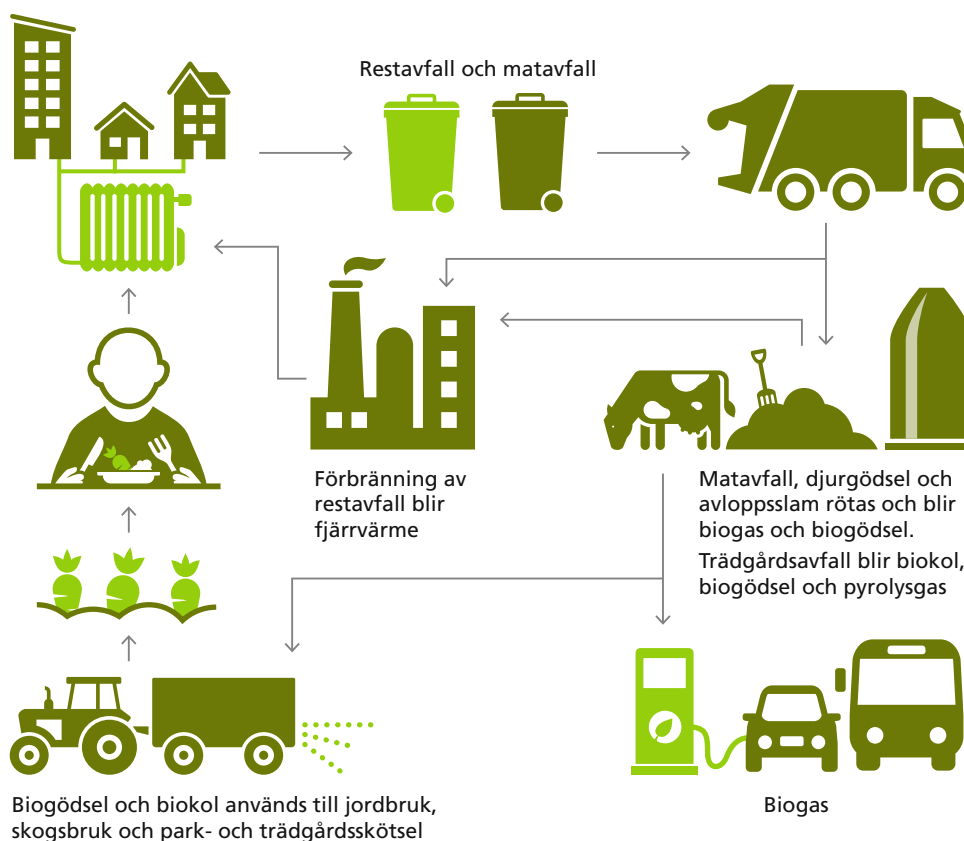 Restavfall och matavfall
Förbränning av
restavfall blir
fjärrvärme
Matavfall, djurgödsel och
avloppsslam rötas och blir
biogas och biogödsel.
Trädgårdsavfall blir biokol,
biogödsel och pyrolysgas
Biogödsel och biokol används till jordbruk,
skogsbruk och park- och trädgårdsskötsel
Biogas